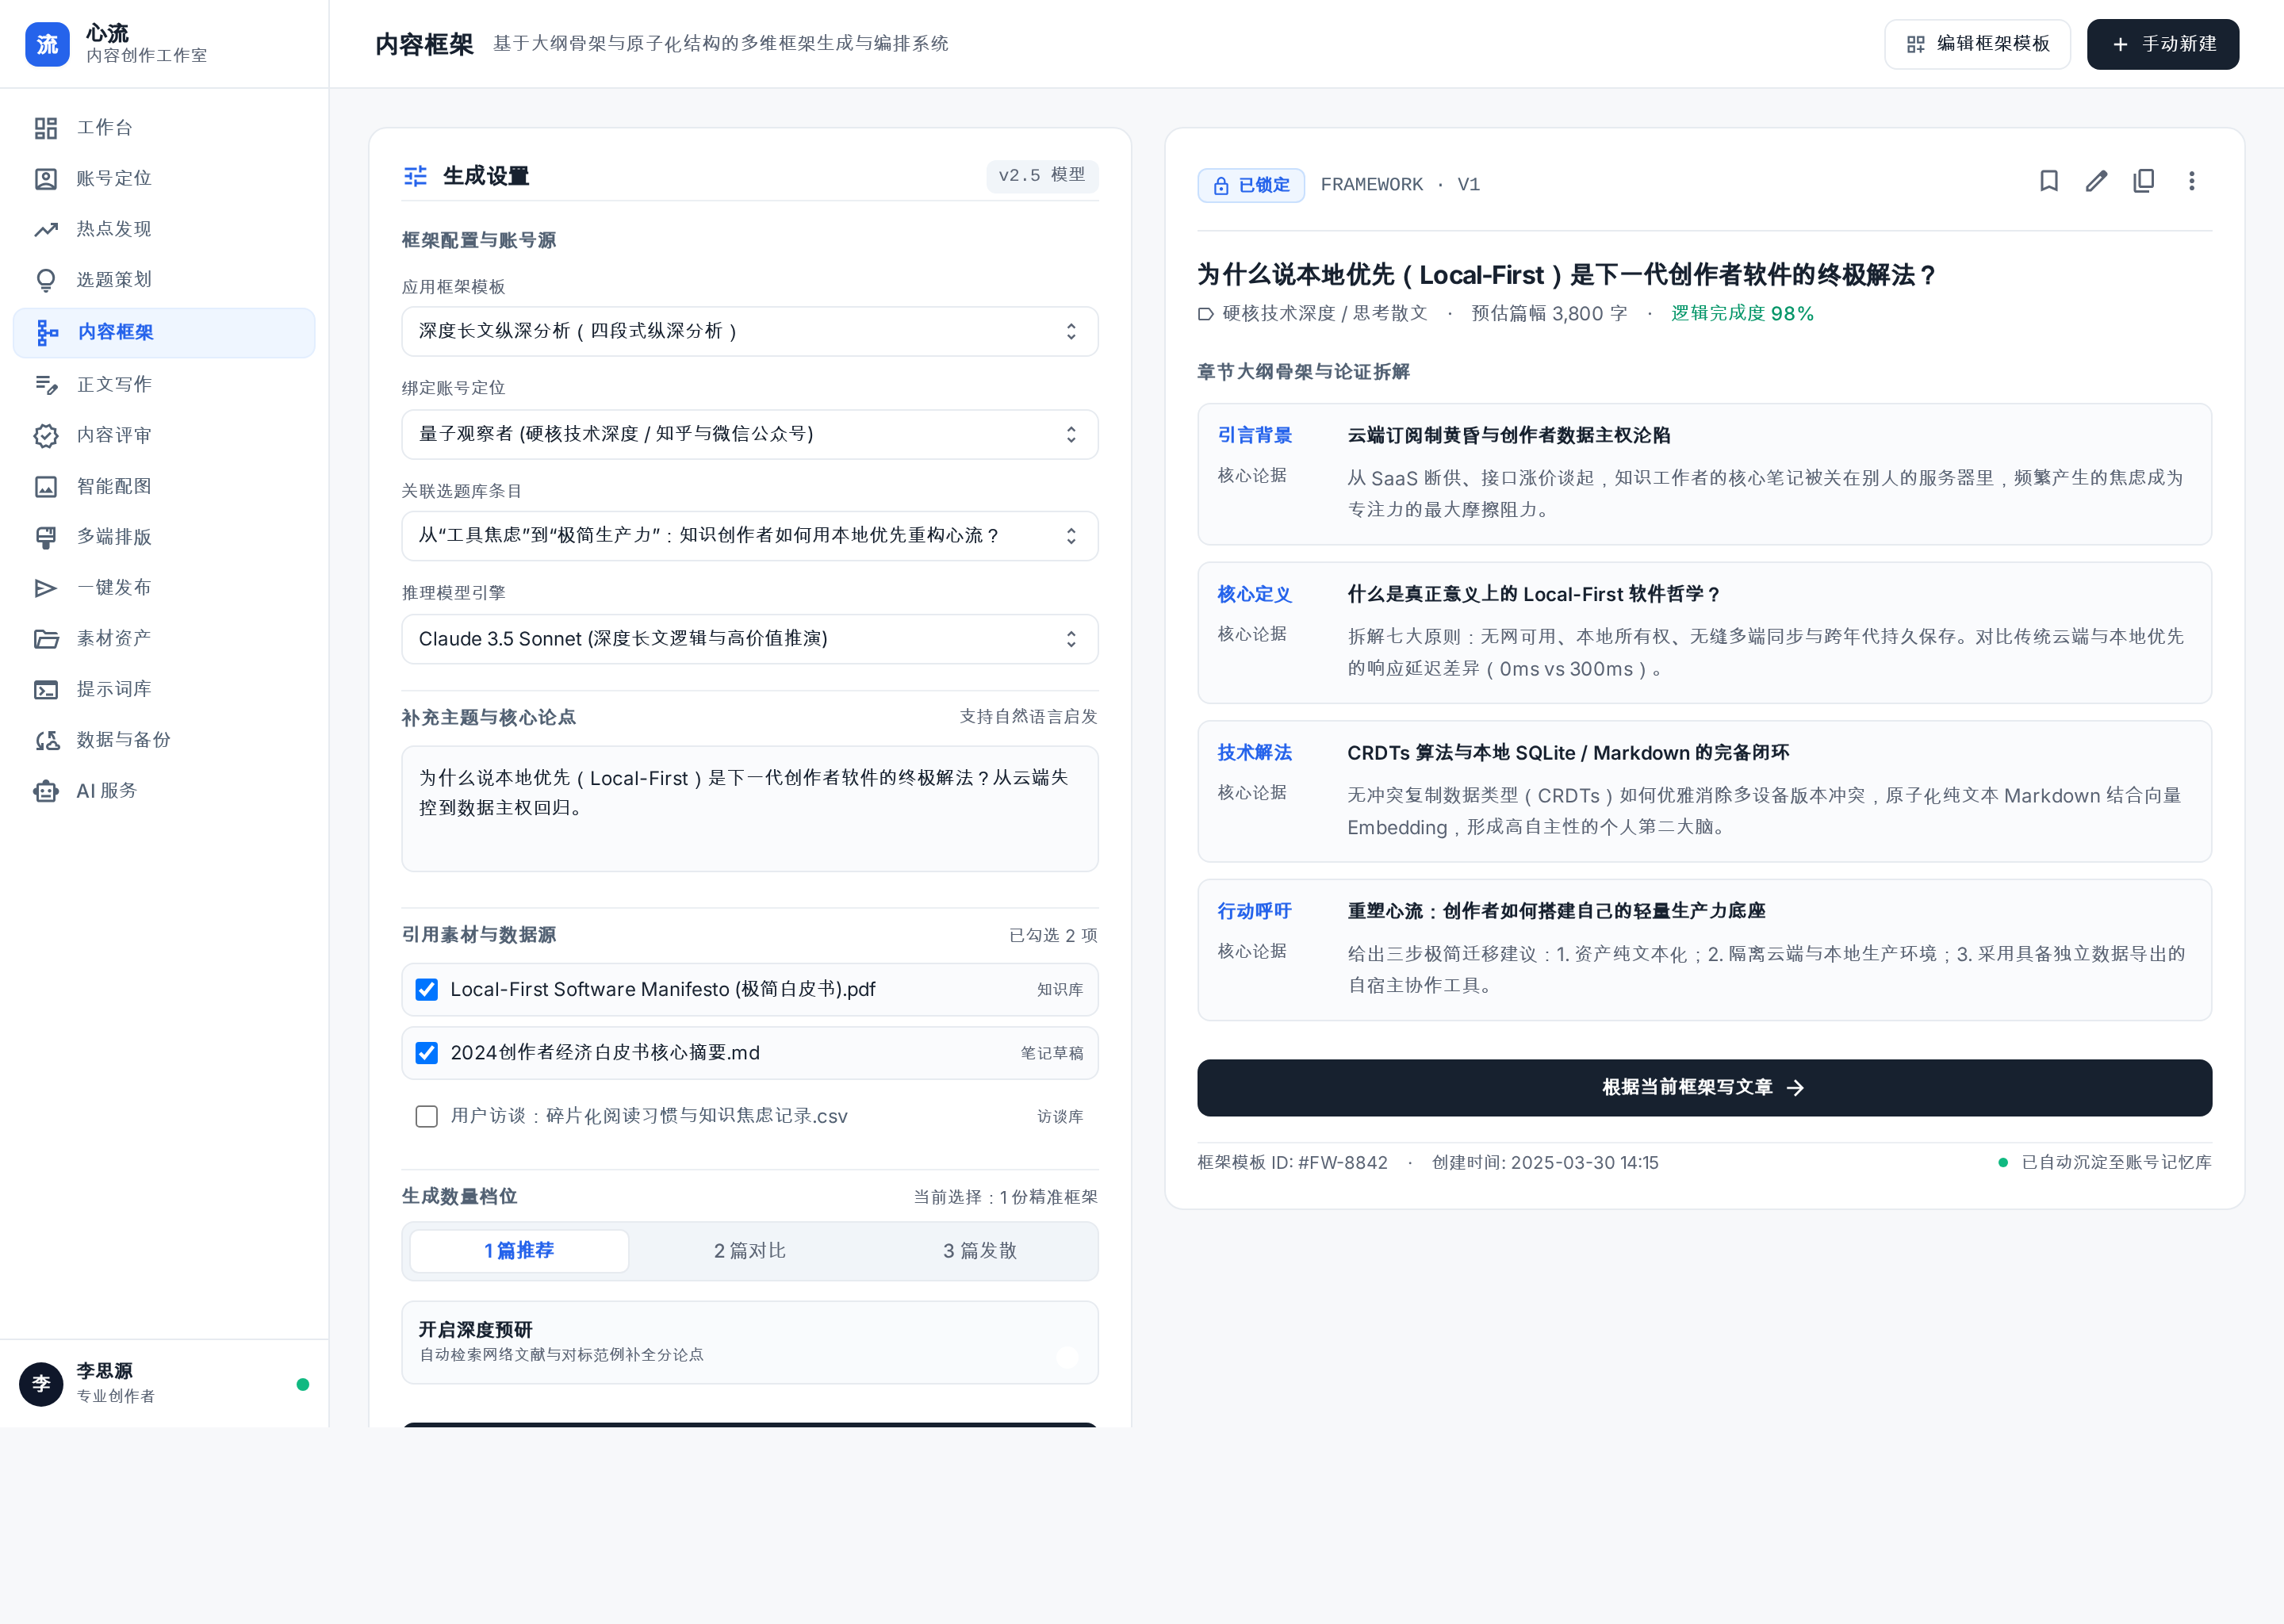 流
心流
内容创作工作室
工作台
账号定位
热点发现
选题策划
内容框架
正文写作
内容评审
智能配图
多端排版
一键发布
素材资产
提示词库
数据与备份
AI 服务
李
李思源
专业创作者
内容框架
基于大纲骨架与原子化结构的多维框架生成与编排系统
编辑框架模板
手动新建
生成设置
v2.5 模型
框架配置与账号源
应用框架模板
深度长文纵深分析（四段式纵深分析）
绑定账号定位
量子观察者 (硬核技术深度 / 知乎与微信公众号)
关联选题库条目
从“工具焦虑”到“极简生产力”：知识创作者如何用本地优先重构心流？
推理模型引擎
Claude 3.5 Sonnet (深度长文逻辑与高价值推演)
补充主题与核心论点
支持自然语言启发
为什么说本地优先（Local-First）是下一代创作者软件的终极解法？从云端失
控到数据主权回归。
引用素材与数据源
已勾选 2 项
Local-First Software Manifesto (极简白皮书).pdf
知识库
2024创作者经济白皮书核心摘要.md
笔记草稿
用户访谈：碎片化阅读习惯与知识焦虑记录.csv
访谈库
生成数量档位
当前选择：1 份精准框架
1 篇推荐
2 篇对比
3 篇发散
开启深度预研
自动检索网络文献与对标范例补全分论点
已锁定
FRAMEWORK · V1
为什么说本地优先（Local-First）是下一代创作者软件的终极解法？
硬核技术深度 / 思考散文 · 预估篇幅 3,800 字 · 逻辑完成度 98%
章节大纲骨架与论证拆解
引言背景
云端订阅制黄昏与创作者数据主权沦陷
核心论据
从 SaaS 断供、接口涨价谈起，知识工作者的核心笔记被关在别人的服务器里，频繁产生的焦虑成为
专注力的最大摩擦阻力。
核心定义
什么是真正意义上的 Local-First 软件哲学？
核心论据
拆解七大原则：无网可用、本地所有权、无缝多端同步与跨年代持久保存。对比传统云端与本地优先
的响应延迟差异（0ms vs 300ms）。
技术解法
CRDTs 算法与本地 SQLite / Markdown 的完备闭环
核心论据
无冲突复制数据类型（CRDTs）如何优雅消除多设备版本冲突，原子化纯文本 Markdown 结合向量
Embedding，形成高自主性的个人第二大脑。
行动呼吁
重塑心流：创作者如何搭建自己的轻量生产力底座
核心论据
给出三步极简迁移建议：1. 资产纯文本化；2. 隔离云端与本地生产环境；3. 采用具备独立数据导出的
自宿主协作工具。
根据当前框架写文章
框架模板 ID: #FW-8842 · 创建时间: 2025-03-30 14:15
已自动沉淀至账号记忆库